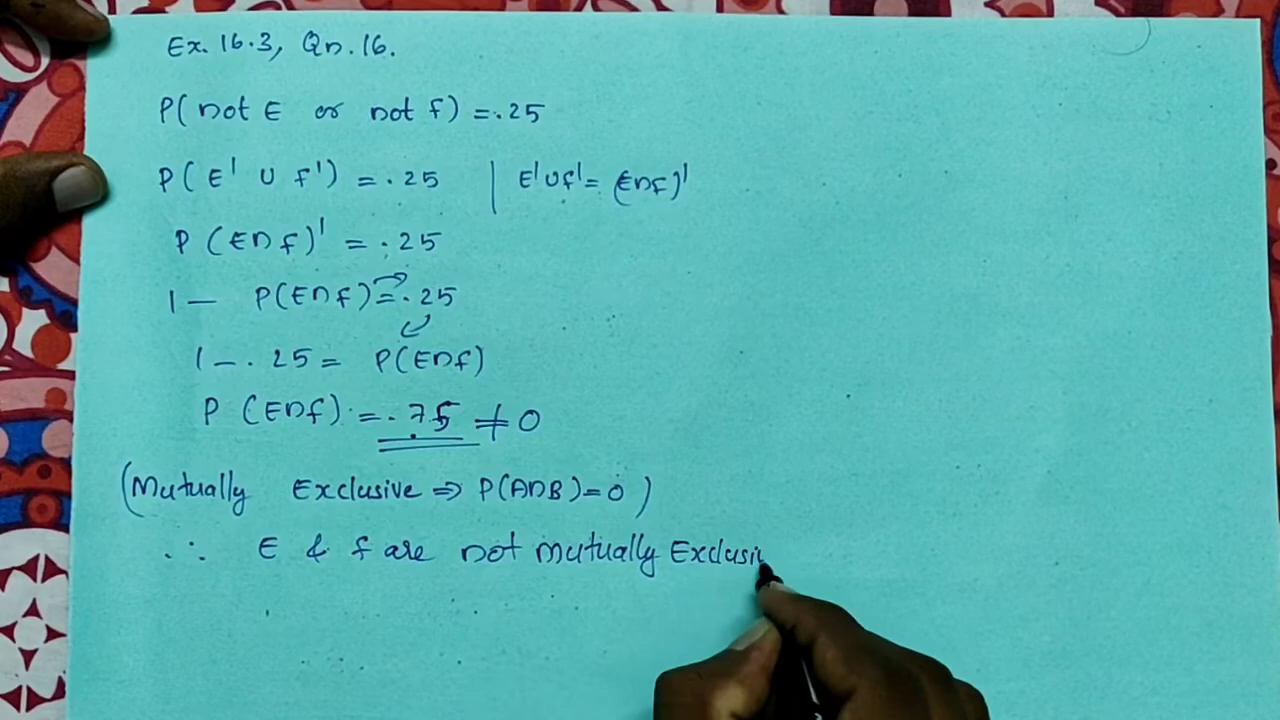 Ex. 16.3, Qn. 16.
P( not E or not f) = .25
P( E' ∪ f') = .25 | E'∪f' = (E∩F)'
P (E∩f)' = .25
1 — P(E∩f) = .25
1 — .25 = P(E∩f)
P (E∩f) = .75 ≠ 0
(Mutually Exclusive ⇒ P(A∩B)=0 )
∴ E & f are not mutually Exclusi